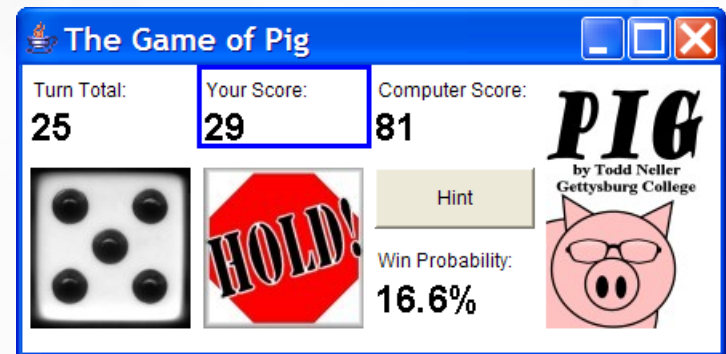 The Game of Pig
Turn Total:
25
Your Score:
29
Computer Score:
81
PIG
by Todd Neller
Gettysburg College
HOLD!
Hint
Win Probability:
16.6%